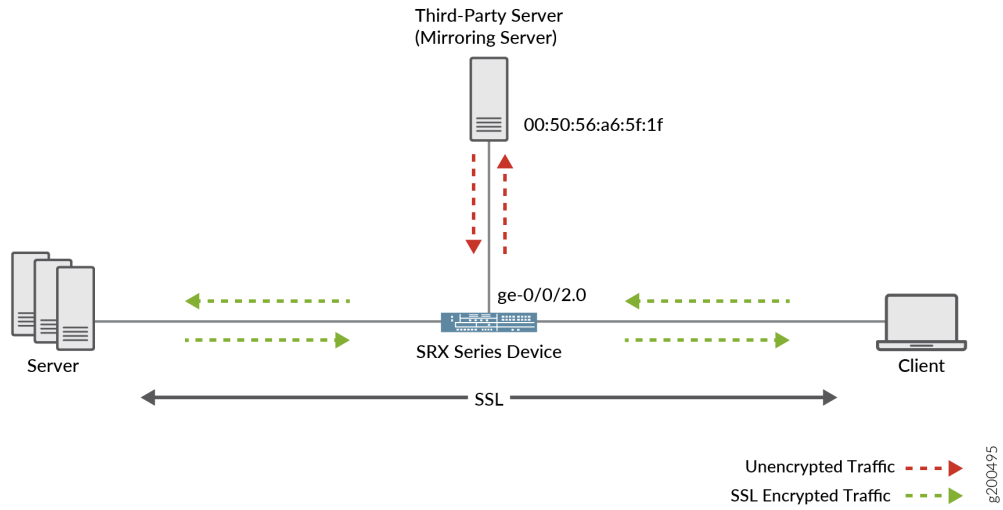 Third-Party Server
(Mirroring Server)
00:50:56:a6:5f:1f
ge-0/0/2.0
SRX Series Device
Server
Client
SSL
Unencrypted Traffic
SSL Encrypted Traffic
g200495